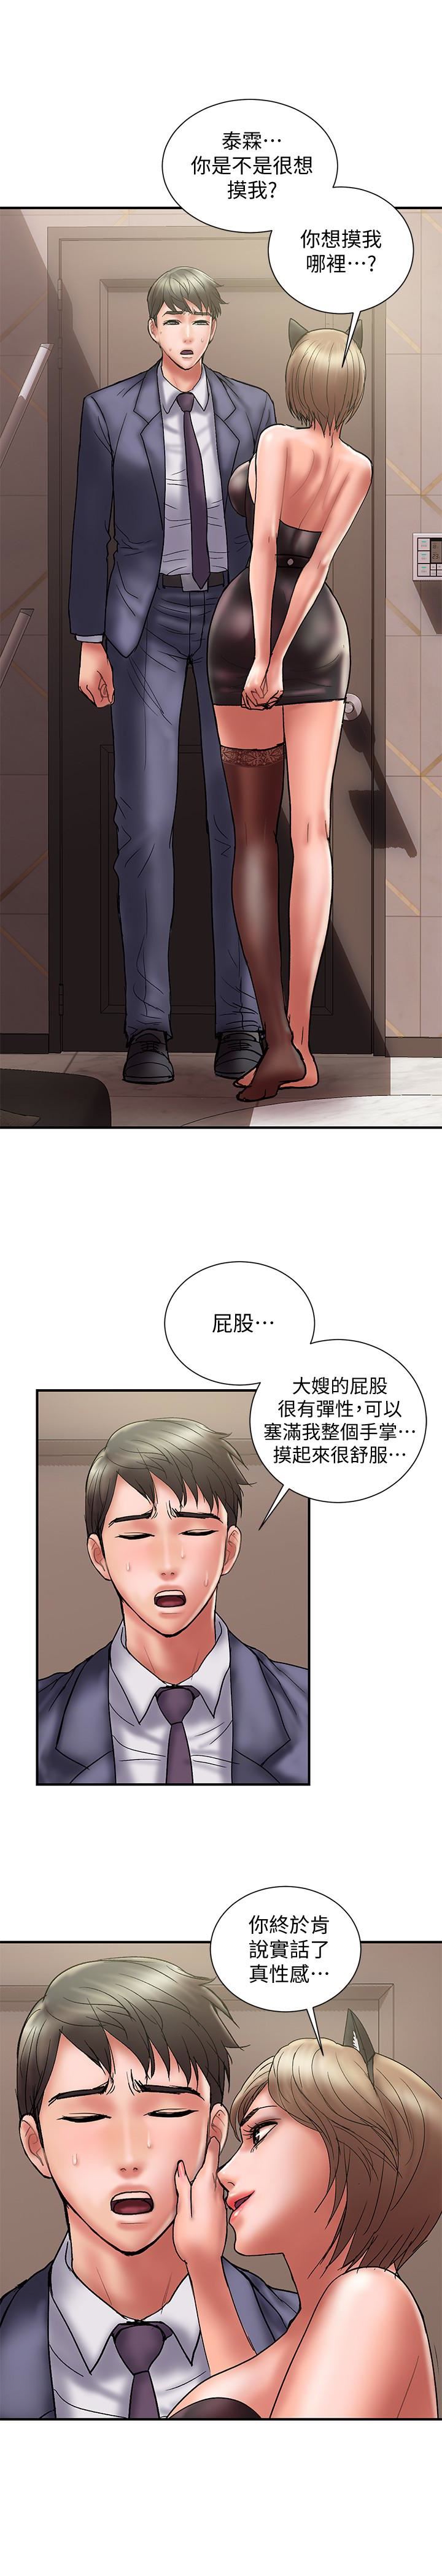 泰霖…
你是不是很想
摸我?
你想摸我
哪裡…?
屁股…
大嫂的屁股
很有彈性,可以
塞滿我整個手掌…
摸起來很舒服…
你終於肯
說實話了
真性感…